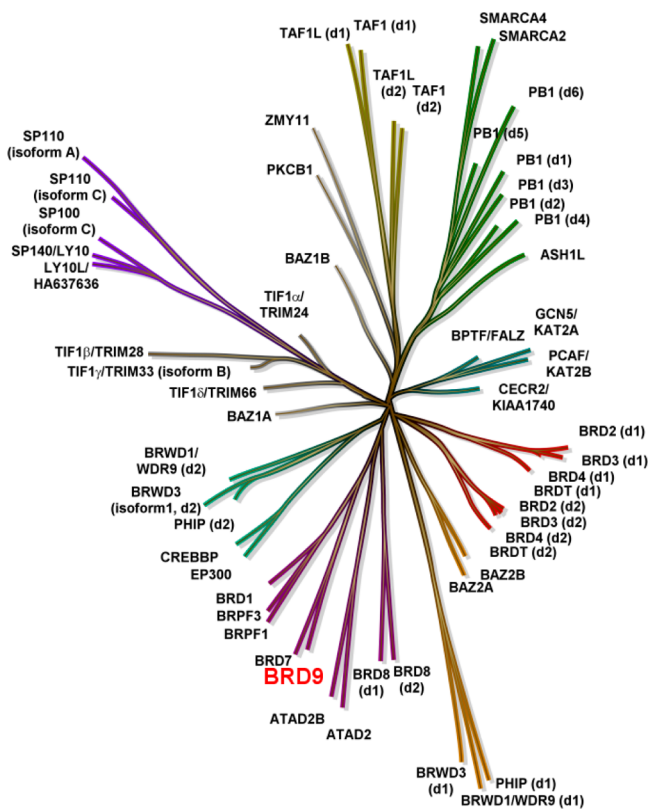 SMARCA4
SMARCA2
TAF1L (d1)
TAF1 (d1)
TAF1L
(d2)
TAF1
(d2)
PB1 (d6)
ZMY11
PB1 (d5)
SP110
(isoform A)
PKCB1
PB1 (d1)
SP110
(isoform C)
PB1 (d3)
PB1 (d2)
SP100
(isoform C)
PB1 (d4)
SP140/LY10
LY10L/
HA637636
BAZ1B
ASH1L
TIF1α/
TRIM24
GCN5/
KAT2A
BPTF/FALZ
TIF1β/TRIM28
TIF1γ/TRIM33 (isoform B)
PCAF/
KAT2B
TIF1δ/TRIM66
CECR2/
KIAA1740
BAZ1A
BRD2 (d1)
BRWD1/
WDR9 (d2)
BRD3 (d1)
BRD4 (d1)
BRDT (d1)
BRWD3
(isoform1, d2)
BRD2 (d2)
PHIP (d2)
BRD3 (d2)
BRD4 (d2)
BRDT (d2)
CREBBP
EP300
BAZ2B
BAZ2A
BRD1
BRPF3
BRPF1
BRD7
BRD9
BRD8
(d1)
BRD8
(d2)
ATAD2B
ATAD2
BRWD3
(d1)
PHIP (d1)
BRWD1/WDR9 (d1)